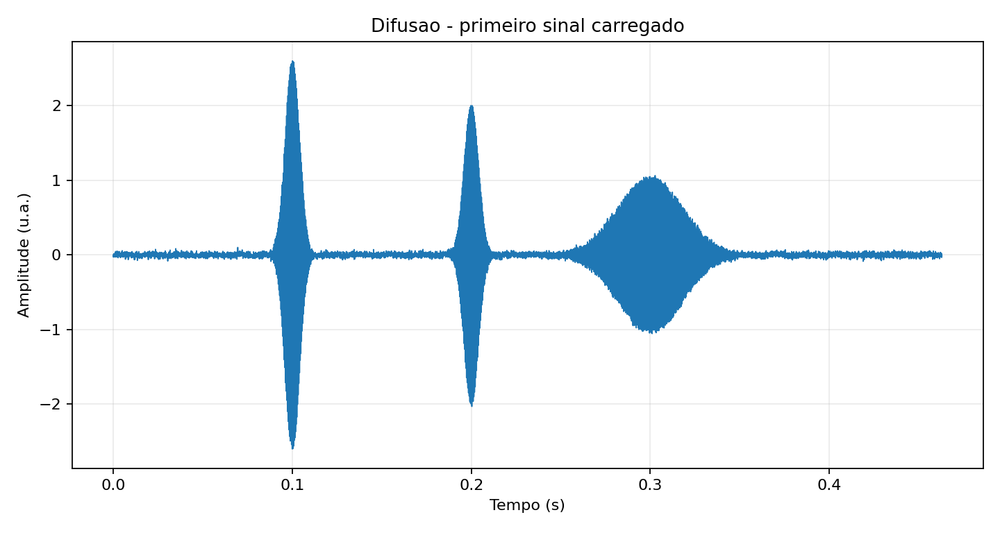 Difusao - primeiro sinal carregado
Amplitude (u.a.)
2
1
0
−1
−2
0.0 0.1 0.2 0.3 0.4
Tempo (s)